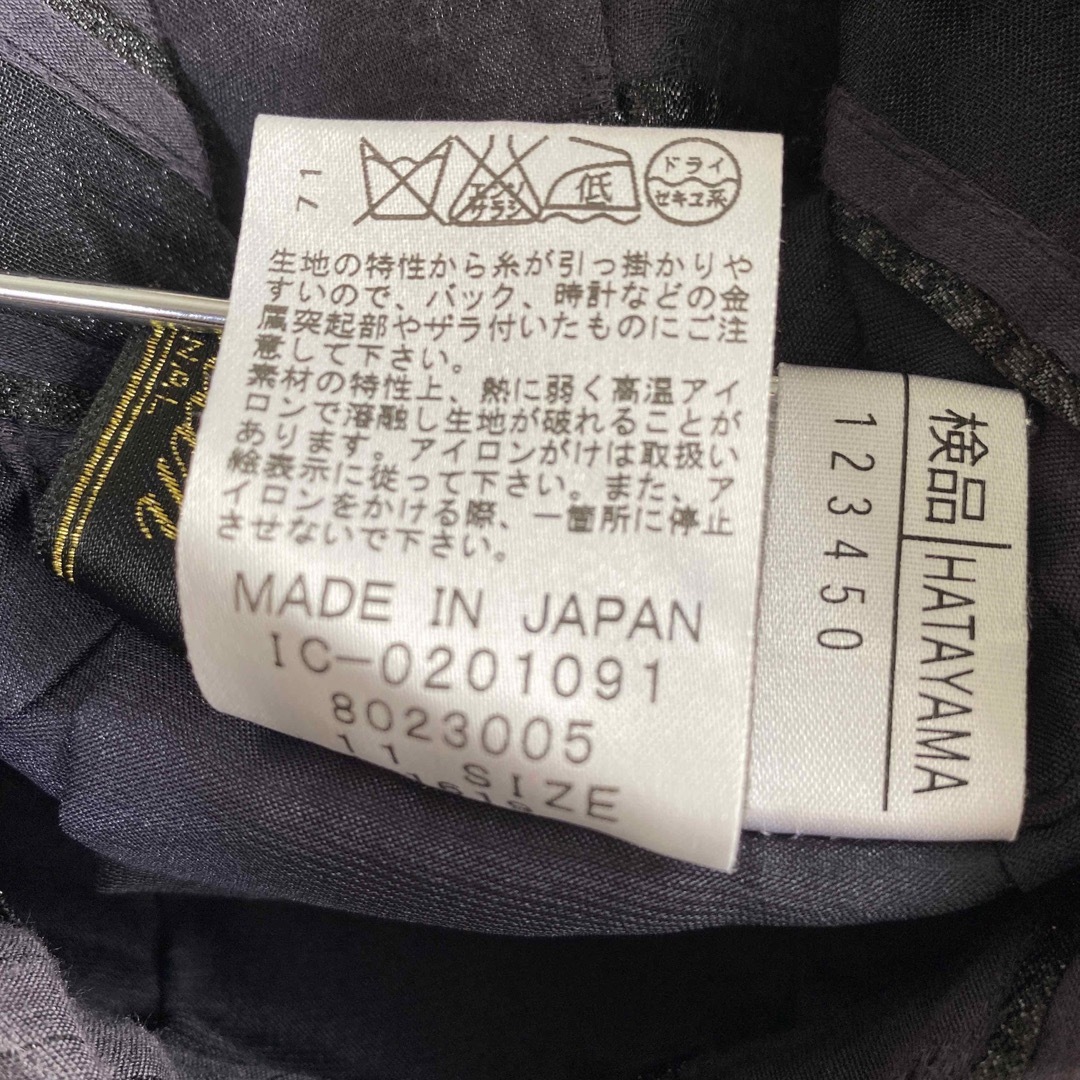 71
エンソ
サラシ
低
ドライ
セキユ系
生地の特性から糸が引っ掛かりや
すいので、バック、時計などの金
属突起部やザラ付いたものにご注
意して下さい。
素材の特性上、熱に弱く高温アイ
ロンで溶融し生地が破れることが
あります。アイロンがけは取扱い
絵表示に従って下さい。また、ア
イロンをかける際、一箇所に停止
させないで下さい。
MADE IN JAPAN
IC-0201091
8023005
11 SIZE
検品 HATAYAMA
123450